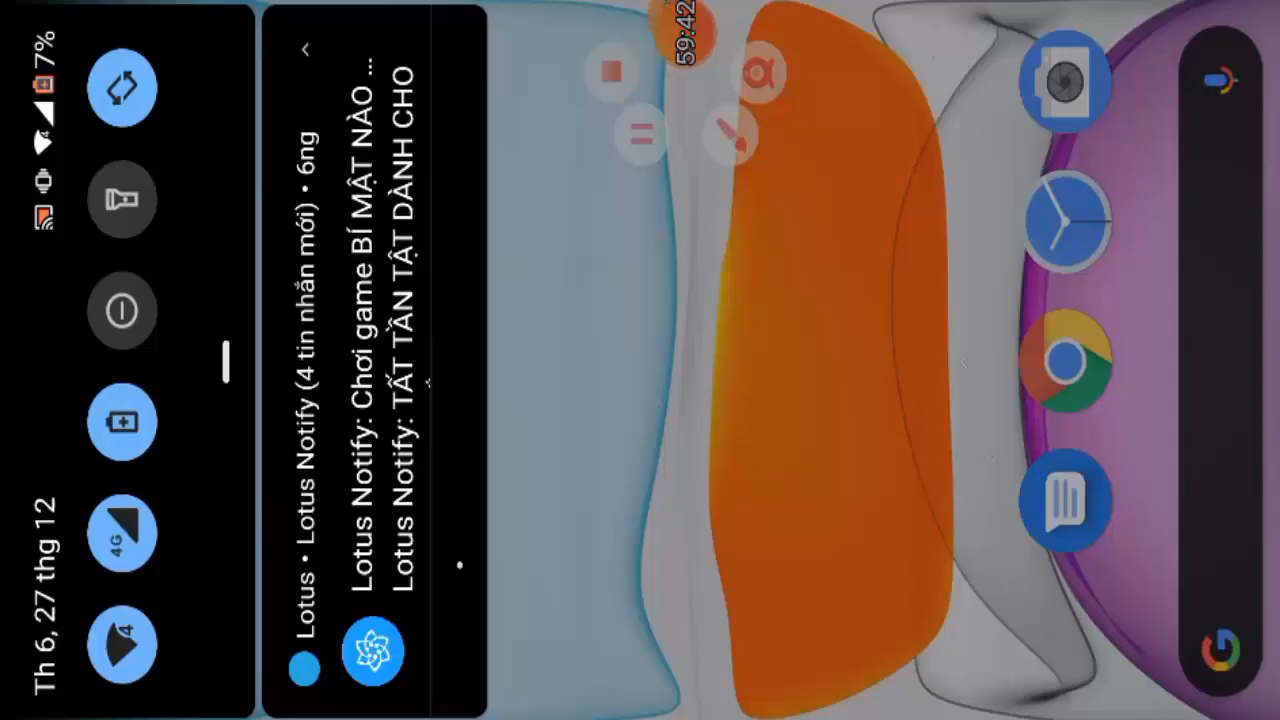 7%
Th 6, 27 thg 12
4G
4
Lotus • Lotus Notify (4 tin nhắn mới) • 6ng
Lotus Notify: Chơi game BÍ MẬT NÀO ...
Lotus Notify: TẤT TẦN TẬT DÀNH CHO
59:42